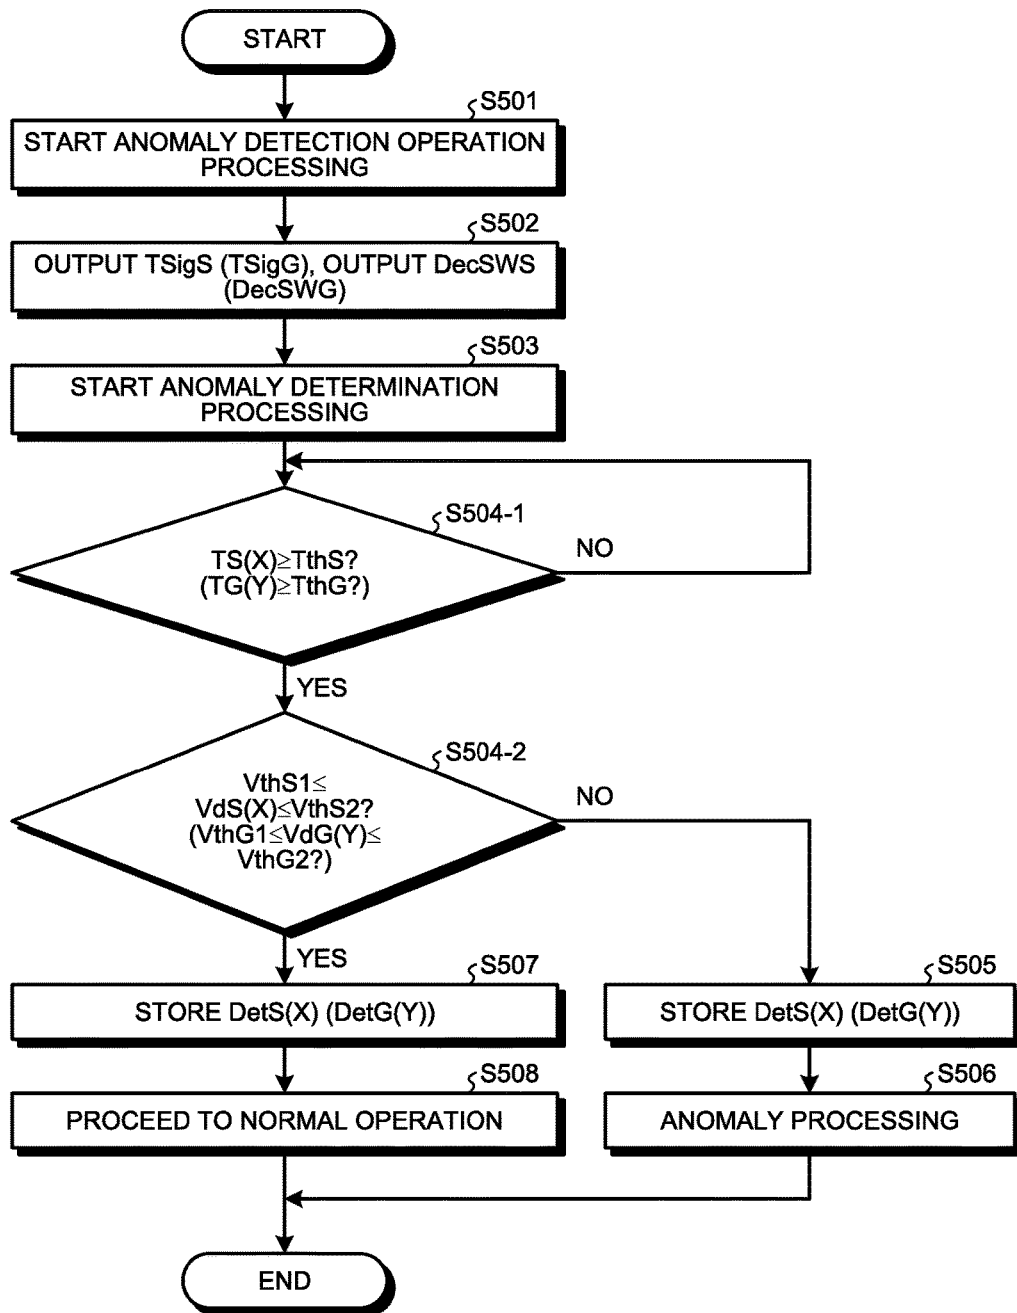 START
S501
START ANOMALY DETECTION OPERATION
PROCESSING
S502
OUTPUT TSigS (TSigG), OUTPUT DecSWS
(DecSWG)
S503
START ANOMALY DETERMINATION
PROCESSING
S504-1
TS(X)≥TthS?
(TG(Y)≥TthG?)
NO
YES
S504-2
VthS1≤
VdS(X)≤VthS2?
(VthG1≤VdG(Y)≤
VthG2?)
NO
YES
S507
STORE DetS(X) (DetG(Y))
S505
STORE DetS(X) (DetG(Y))
S508
PROCEED TO NORMAL OPERATION
S506
ANOMALY PROCESSING
END